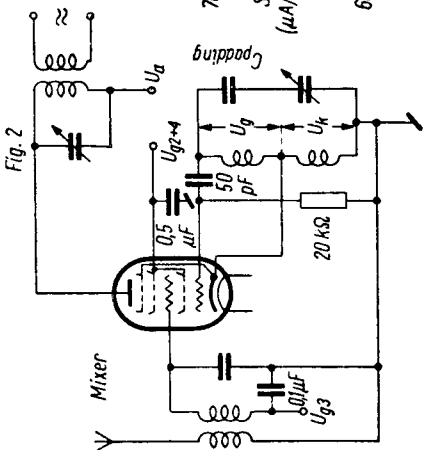 Fig. 2
≈
Ua
Mixer
Ug2+4
0,5
µF
50
pF
Cpadding
Ug
Uk
20 kΩ
0,1µF
Ug3
(µA/